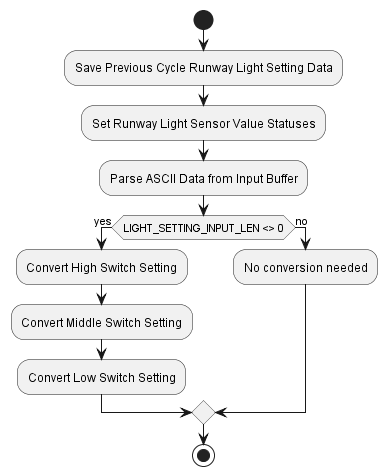 Save Previous Cycle Runway Light Setting Data
Set Runway Light Sensor Value Statuses
Parse ASCII Data from Input Buffer
yes
LIGHT_SETTING_INPUT_LEN <> 0
no
Convert High Switch Setting
No conversion needed
Convert Middle Switch Setting
Convert Low Switch Setting